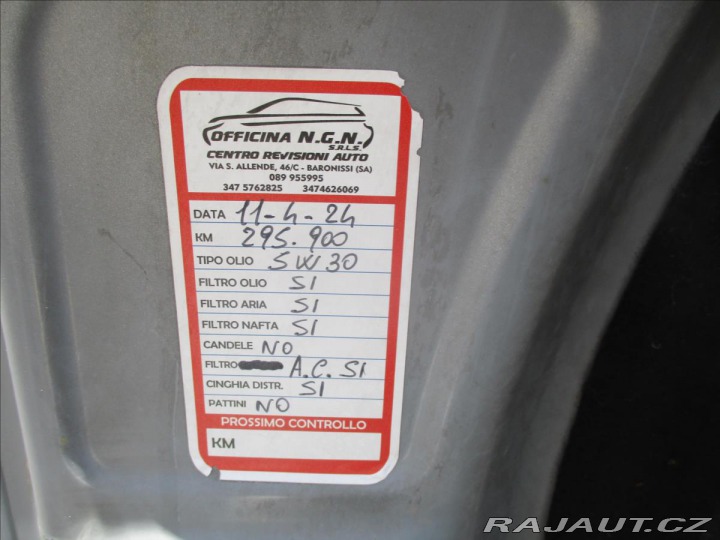 OFFICINA N.G.N.
S.R.L.S.
CENTRO REVISIONI AUTO
VIA S. ALLENDE, 46/C - BARONISSI (SA)
089 955995
347 5762825 3474626069
DATA 11-4-24
KM 295.900
TIPO OLIO 5W30
FILTRO OLIO SI
FILTRO ARIA SI
FILTRO NAFTA SI
CANDELE NO
FILTRO A.C. SI
CINGHIA DISTR. SI
PATTINI NO
PROSSIMO CONTROLLO
KM
RAJAUT.CZ